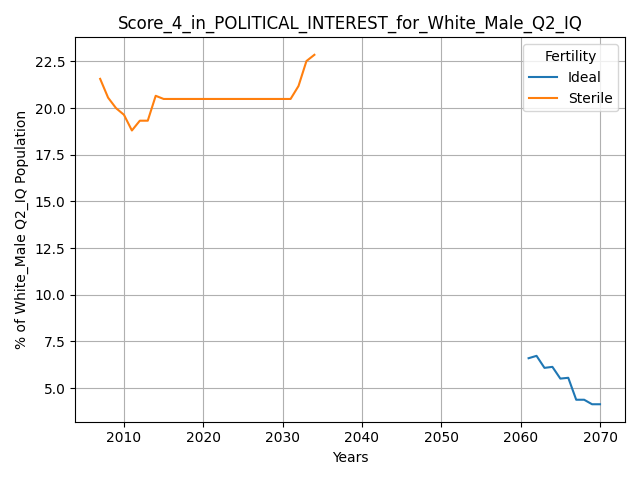 Score_4_in_POLITICAL_INTEREST_for_White_Male_Q2_IQ
Fertility
Ideal
Sterile
% of White_Male Q2_IQ Population
22.5
20.0
17.5
15.0
12.5
10.0
7.5
5.0
2010 2020 2030 2040 2050 2060 2070
Years